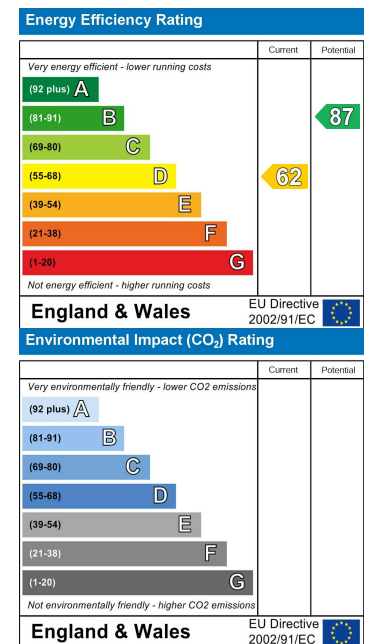 Energy Efficiency Rating
Current Potential
Very energy efficient - lower running costs
(92 plus) A
(81-91) B 87
(69-80) C
(55-68) D 62
(39-54) E
(21-38) F
(1-20) G
Not energy efficient - higher running costs
England & Wales EU Directive 2002/91/EC
Environmental Impact (CO₂) Rating
Current Potential
Very environmentally friendly - lower CO2 emissions
(92 plus) A
(81-91) B
(69-80) C
(55-68) D
(39-54) E
(21-38) F
(1-20) G
Not environmentally friendly - higher CO2 emissions
England & Wales EU Directive 2002/91/EC